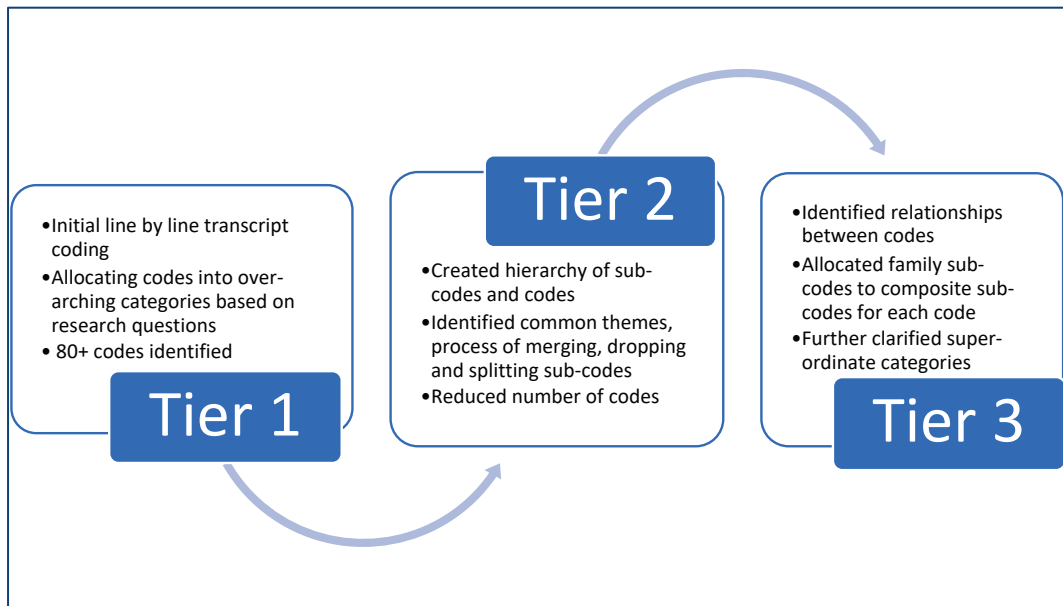 •Initial line by line transcript
coding
•Allocating codes into over-
arching categories based on
research questions
• 80+ codes identified
Tier 1
Tier 2
•Created hierarchy of sub-
codes and codes
•Identified common themes,
process of merging, dropping
and splitting sub-codes
•Reduced number of codes
•Identified relationships
between codes
•Allocated family sub-
codes to composite sub-
codes for each code
•Further clarified super-
ordinate categories
Tier 3